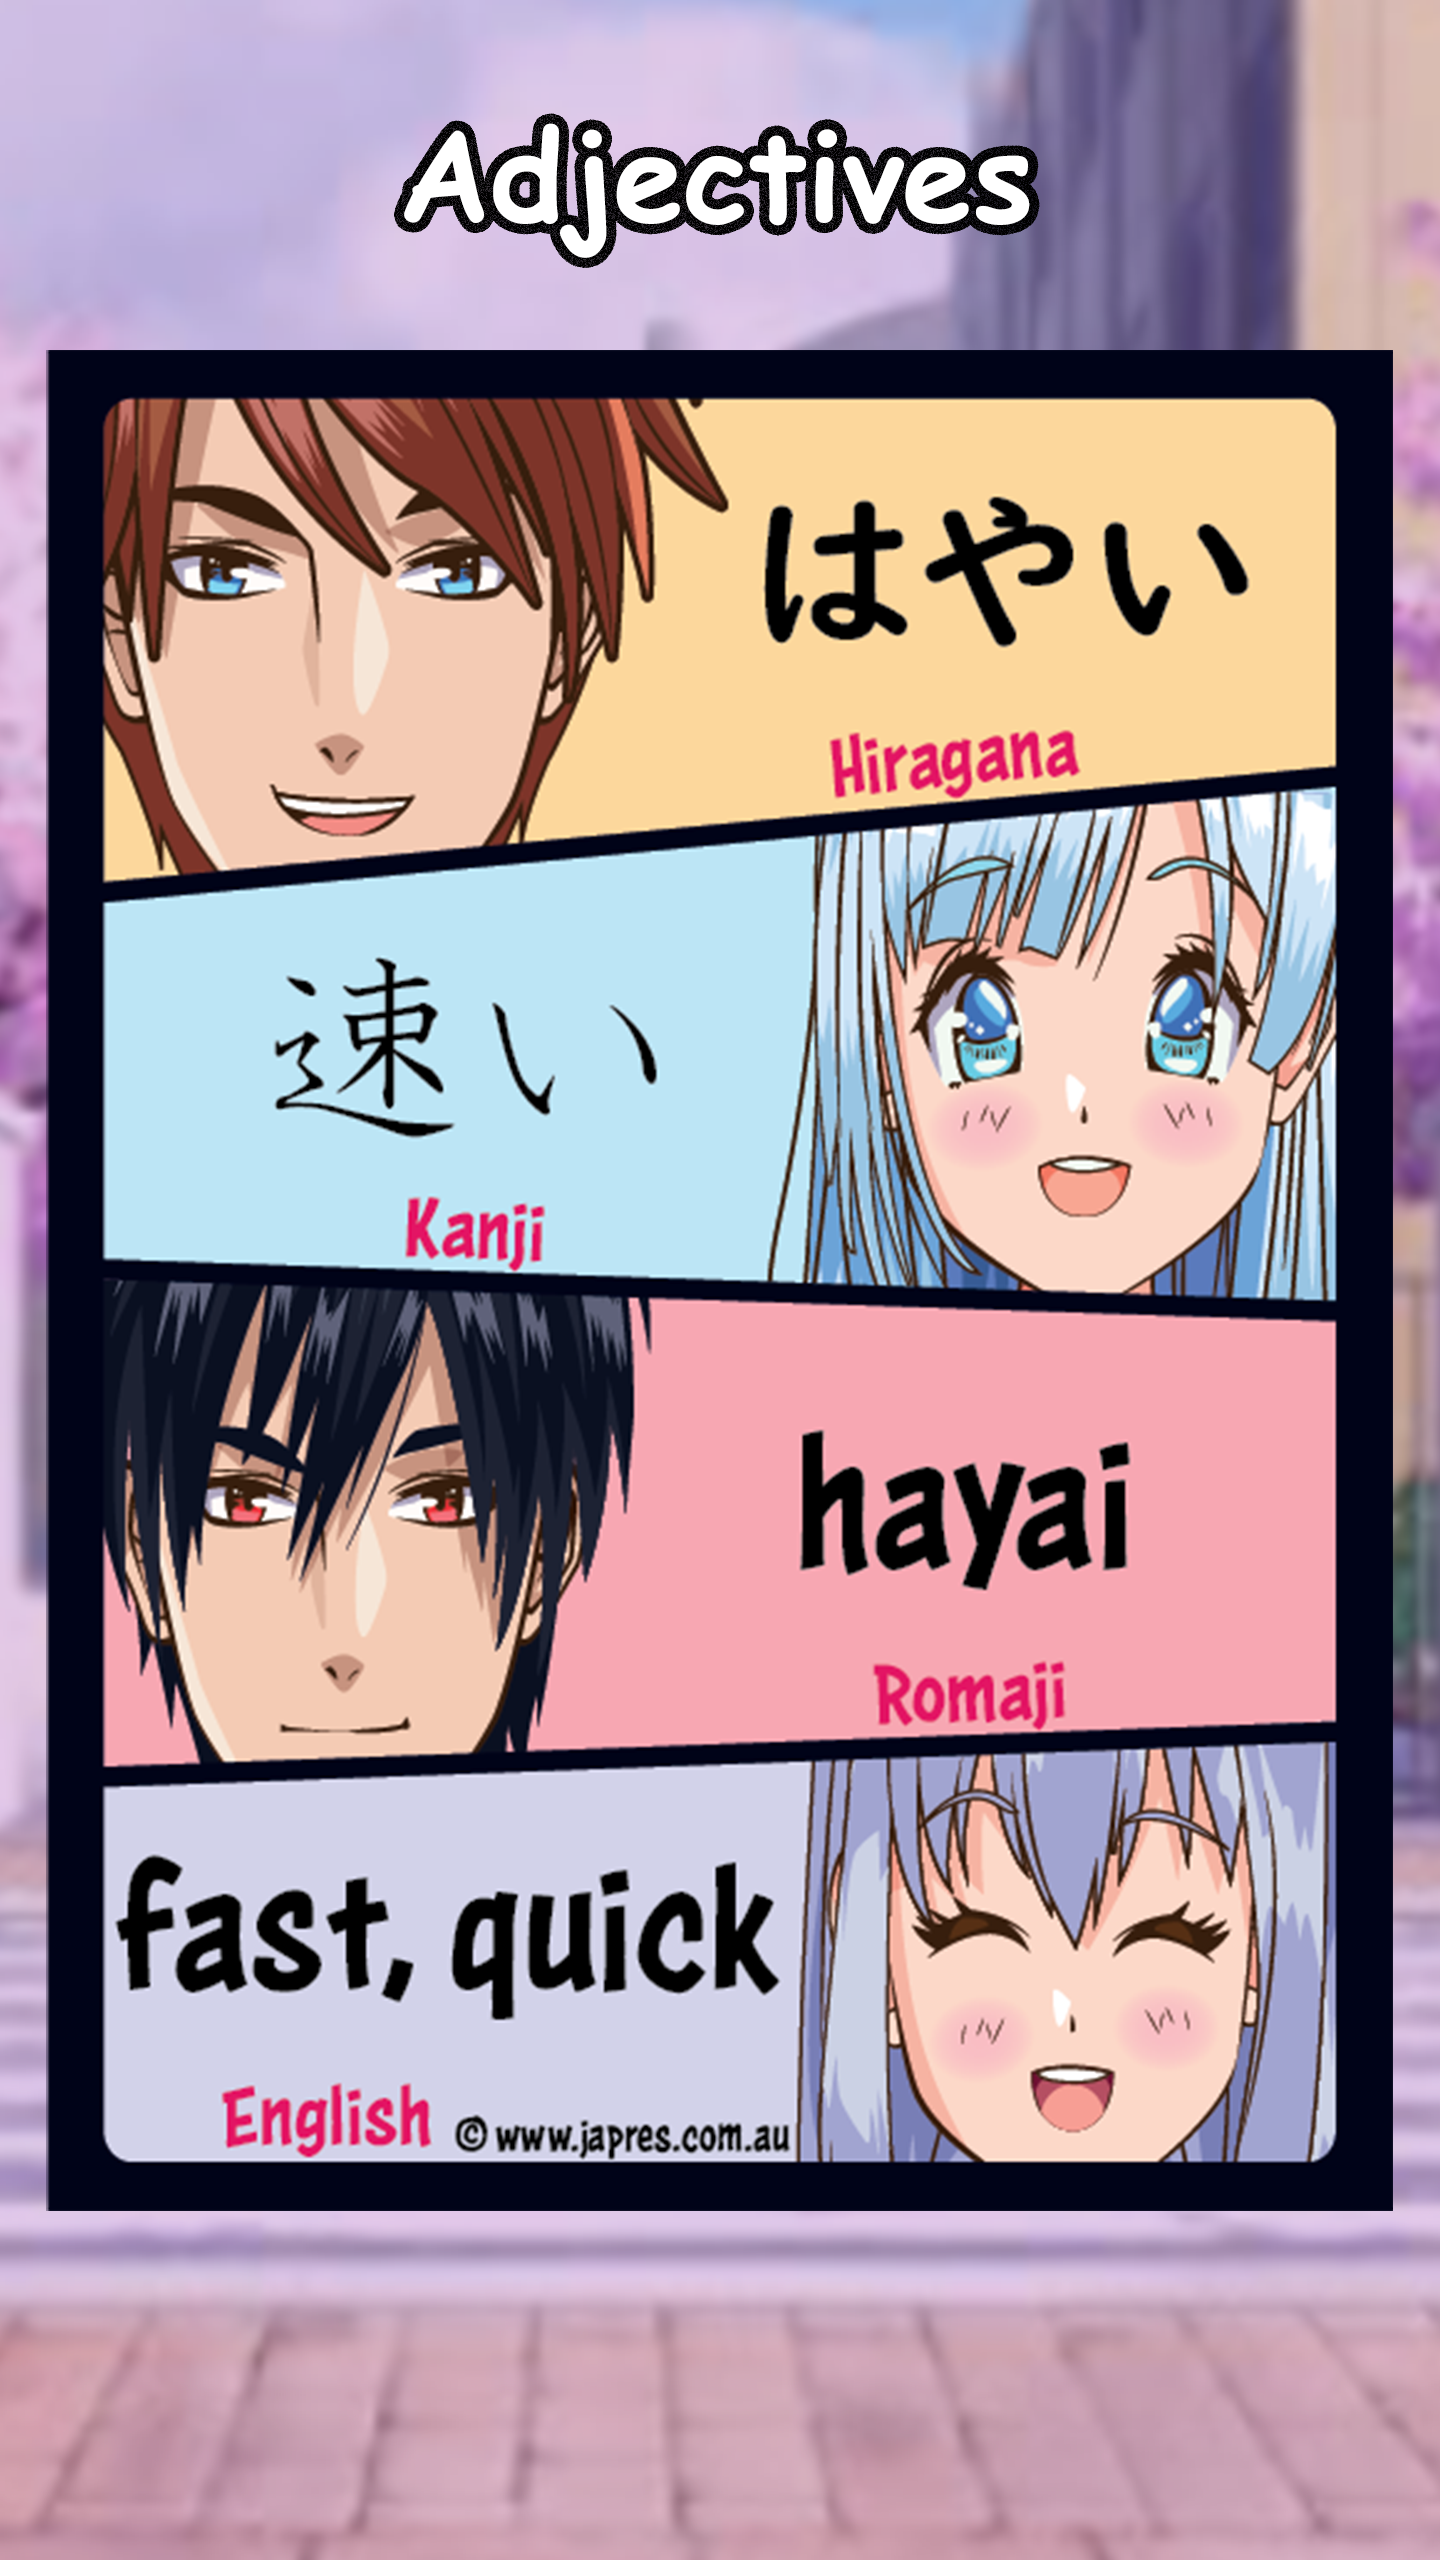 Adjectives
はやい
Hiragana
速い
Kanji
hayai
Romaji
fast, quick
English
© www.japres.com.au